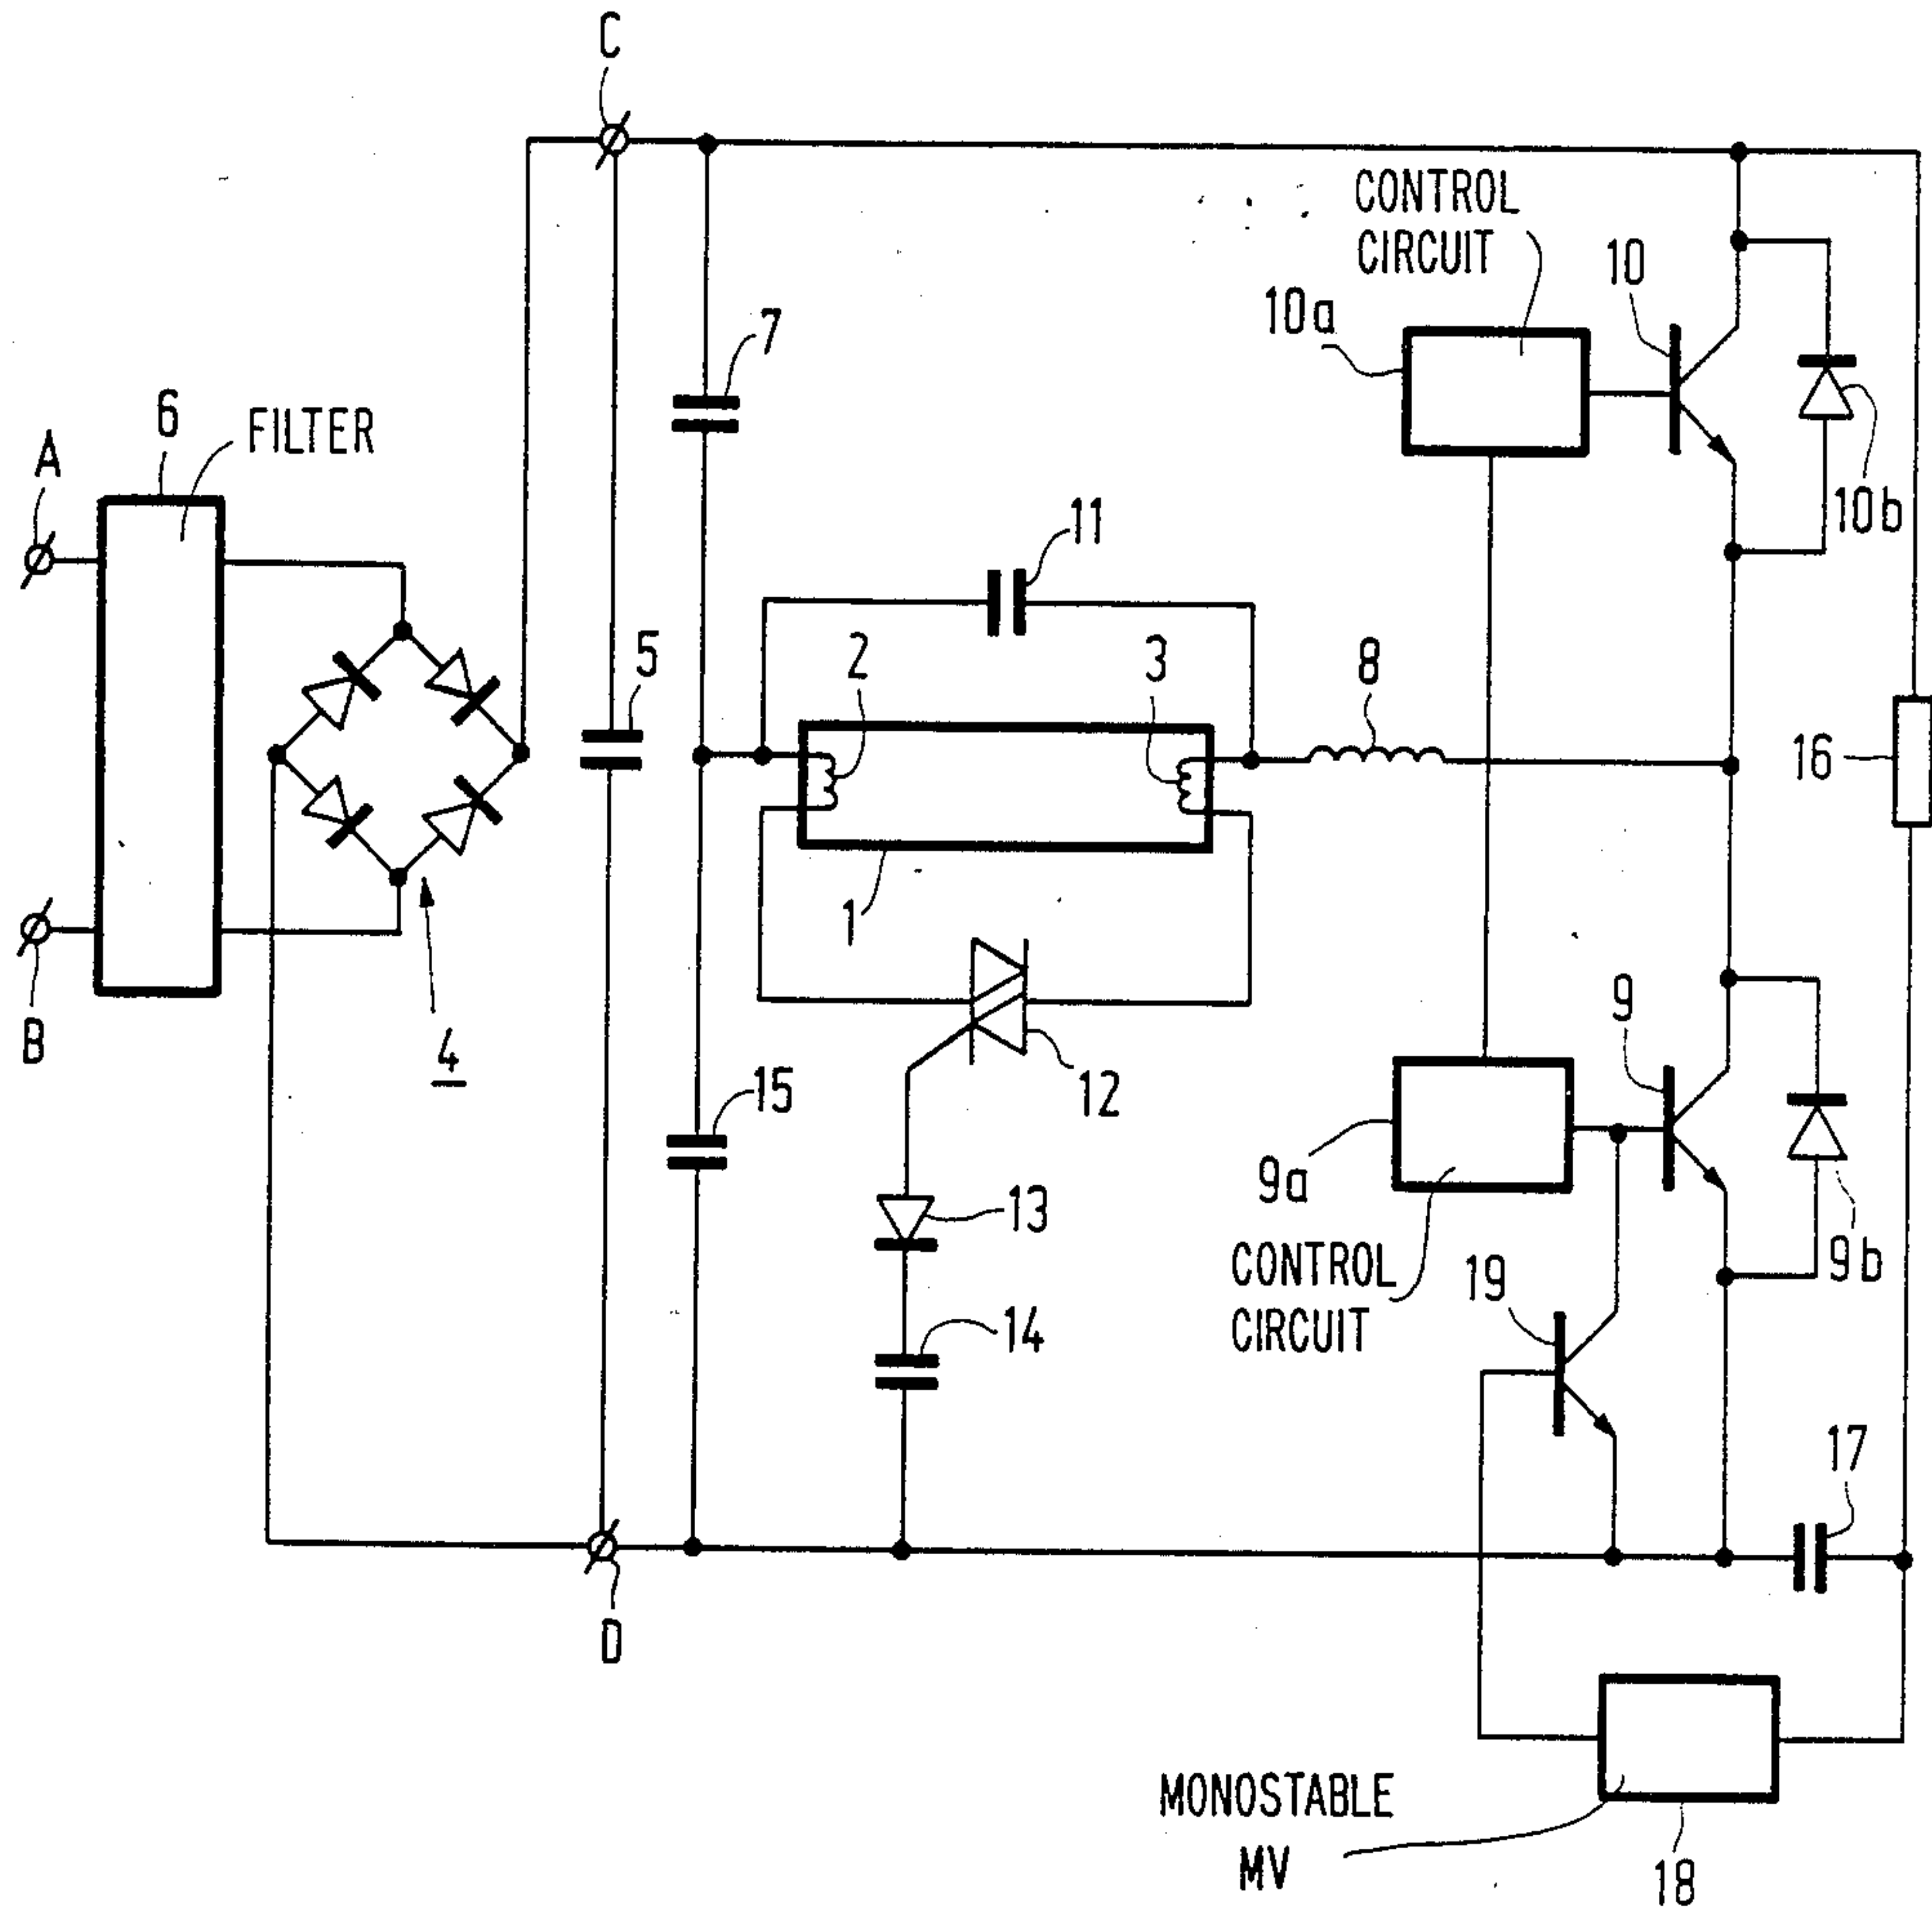 C
CONTROL
CIRCUIT
10
10a
7
6
FILTER
A
10b
11
5
2
3
8
16
1
B
4
15
12
9
9a
13
9b
CONTROL
CIRCUIT
19
14
17
D
MONOSTABLE
MV
18